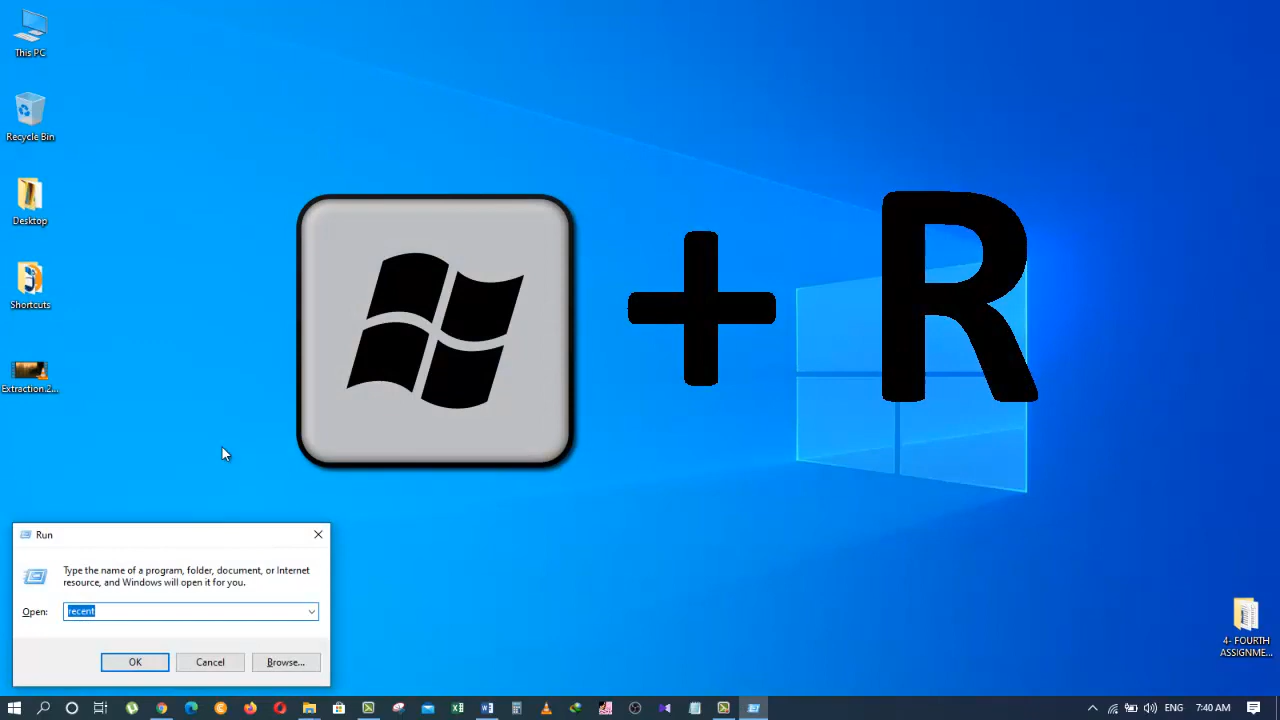 This PC
Recycle Bin
Desktop
Shortcuts
Extraction.2...
+ R
Run
Type the name of a program, folder, document, or Internet
resource, and Windows will open it for you.
Open: recent
OK Cancel Browse...
4- FOURTH
ASSIGNME...
ENG 7:40 AM